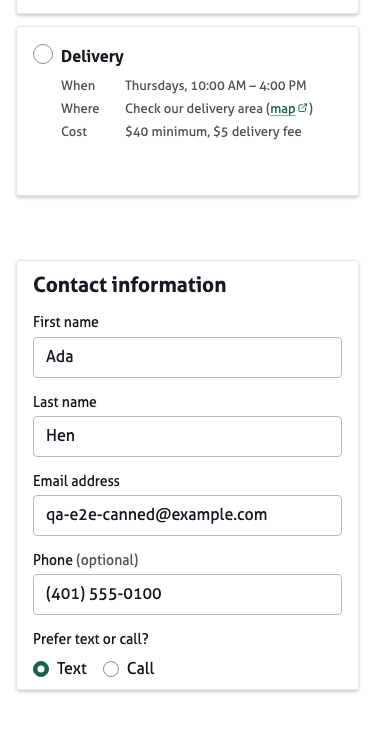 Delivery
When Thursdays, 10:00 AM – 4:00 PM
Where Check our delivery area (map)
Cost $40 minimum, $5 delivery fee
Contact information
First name
Ada
Last name
Hen
Email address
qa-e2e-canned@example.com
Phone (optional)
(401) 555-0100
Prefer text or call?
Text Call